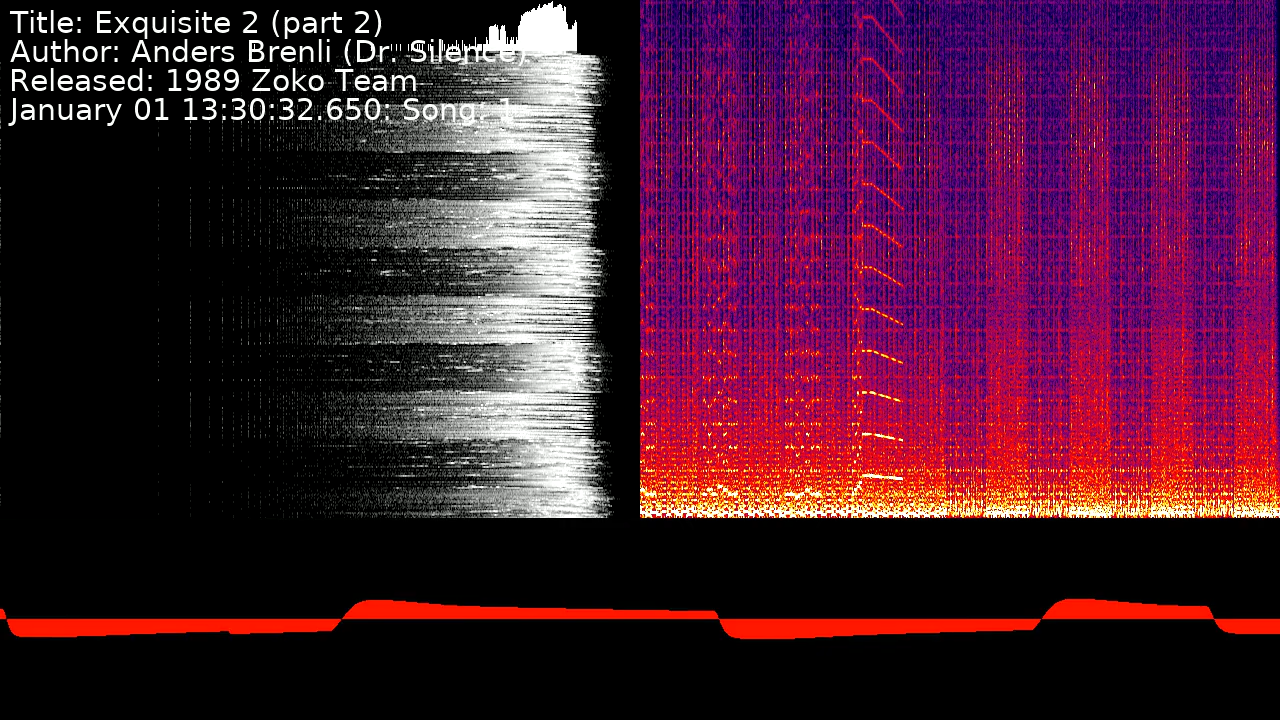 Title: Exquisite 2 (part 2)
Author: Anders Brenli (Dr. Silence)
Released: 1989 Zoko Team
January 01 13:30:32.650: Song: 1